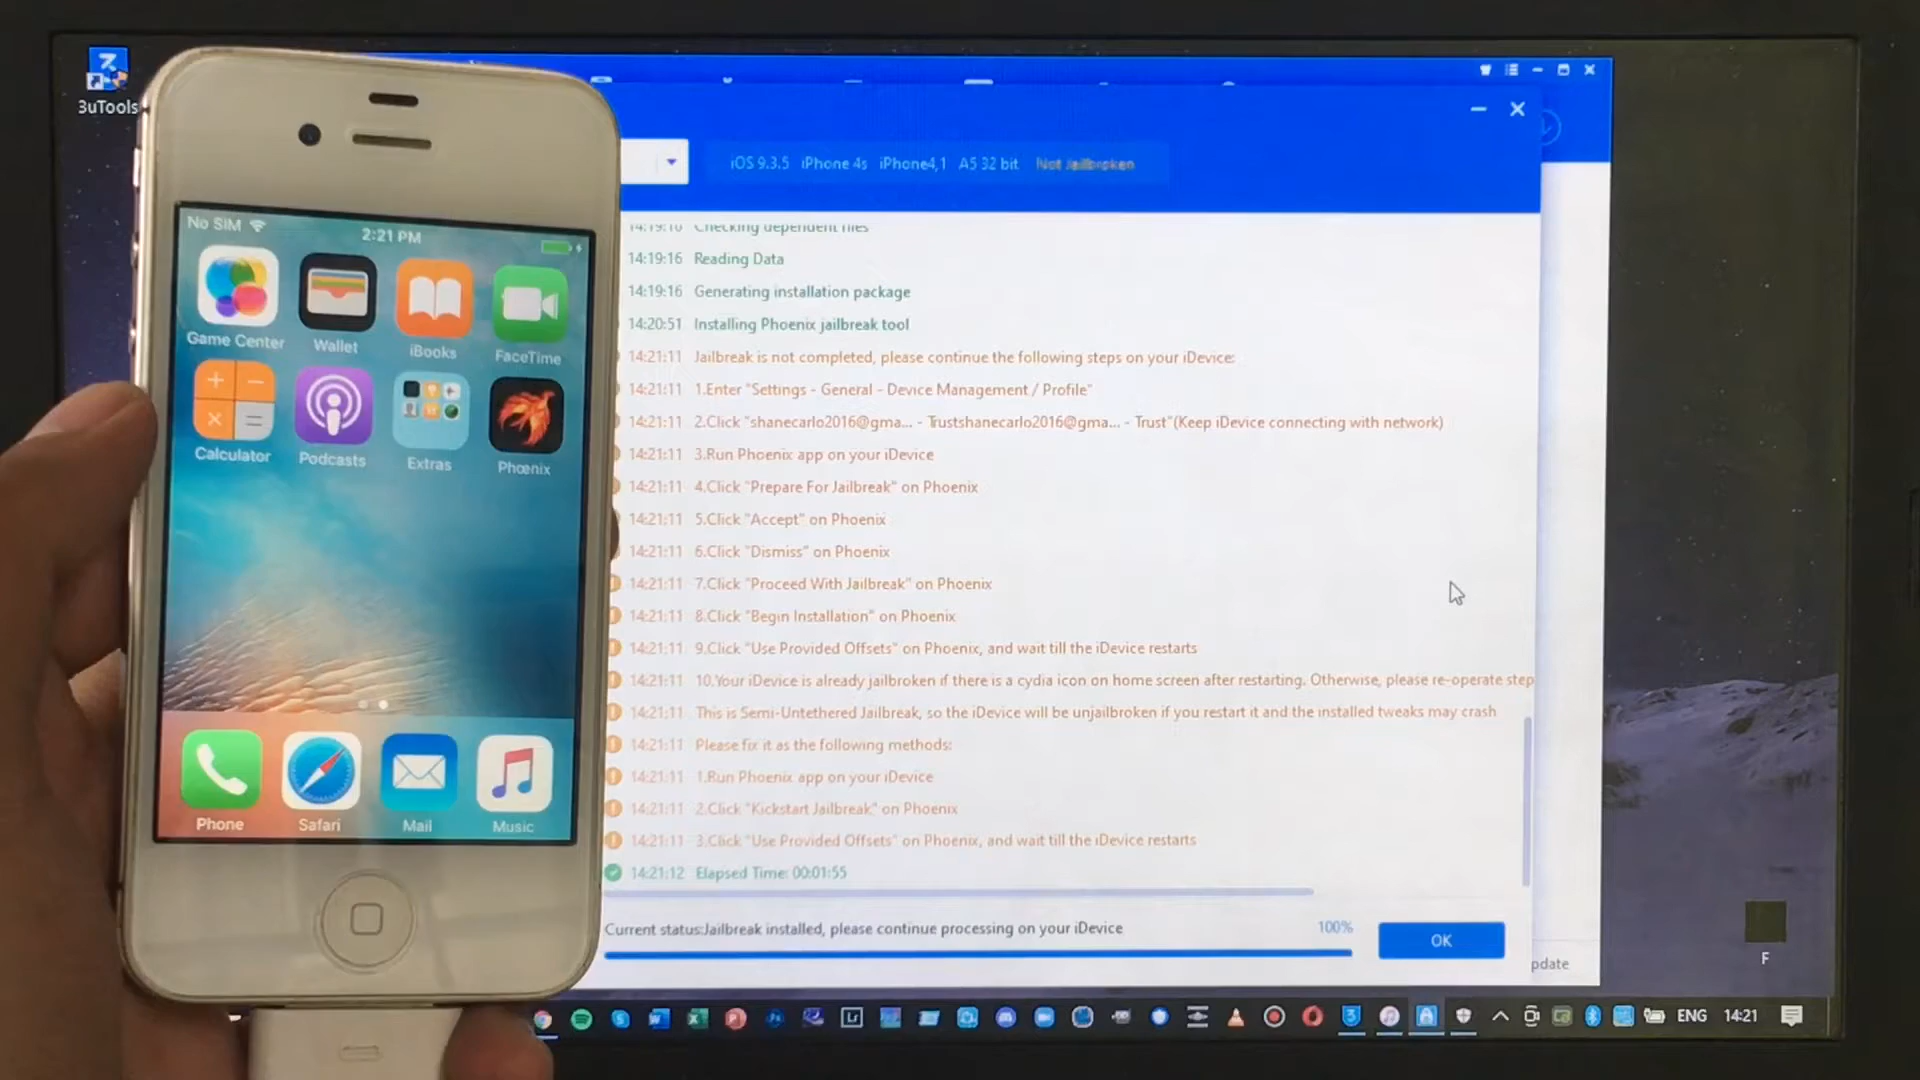 3uTools
No SIM
2:21 PM
Game Center
Wallet
iBooks
FaceTime
Calculator
Podcasts
Extras
Phœnix
Phone
Safari
Mail
Music
iOS 9.3.5 iPhone 4s iPhone4,1 A5 32 bit Not Jailbroken
14:19:16 Checking dependent files
14:19:16 Reading Data
14:19:16 Generating installation package
14:20:51 Installing Phoenix jailbreak tool
14:21:11 Jailbreak is not completed, please continue the following steps on your iDevice:
14:21:11 1.Enter "Settings - General - Device Management / Profile"
14:21:11 2.Click "shanecarlo2016@gma... - Trustshanecarlo2016@gma... - Trust"(Keep iDevice connecting with network)
14:21:11 3.Run Phoenix app on your iDevice
14:21:11 4.Click "Prepare For Jailbreak" on Phoenix
14:21:11 5.Click "Accept" on Phoenix
14:21:11 6.Click "Dismiss" on Phoenix
14:21:11 7.Click "Proceed With Jailbreak" on Phoenix
14:21:11 8.Click "Begin Installation" on Phoenix
14:21:11 9.Click "Use Provided Offsets" on Phoenix, and wait till the iDevice restarts
14:21:11 10.Your iDevice is already jailbroken if there is a cydia icon on home screen after restarting. Otherwise, please re-operate step
14:21:11 This is Semi-Untethered Jailbreak, so the iDevice will be unjailbroken if you restart it and the installed tweaks may crash
14:21:11 Please fix it as the following methods:
14:21:11 1.Run Phoenix app on your iDevice
14:21:11 2.Click "Kickstart Jailbreak" on Phoenix
14:21:11 3.Click "Use Provided Offsets" on Phoenix, and wait till the iDevice restarts
14:21:12 Elapsed Time: 00:01:55
Current status:Jailbreak installed, please continue processing on your iDevice
100%
OK
pdate
F
Lr
ENG
14:21